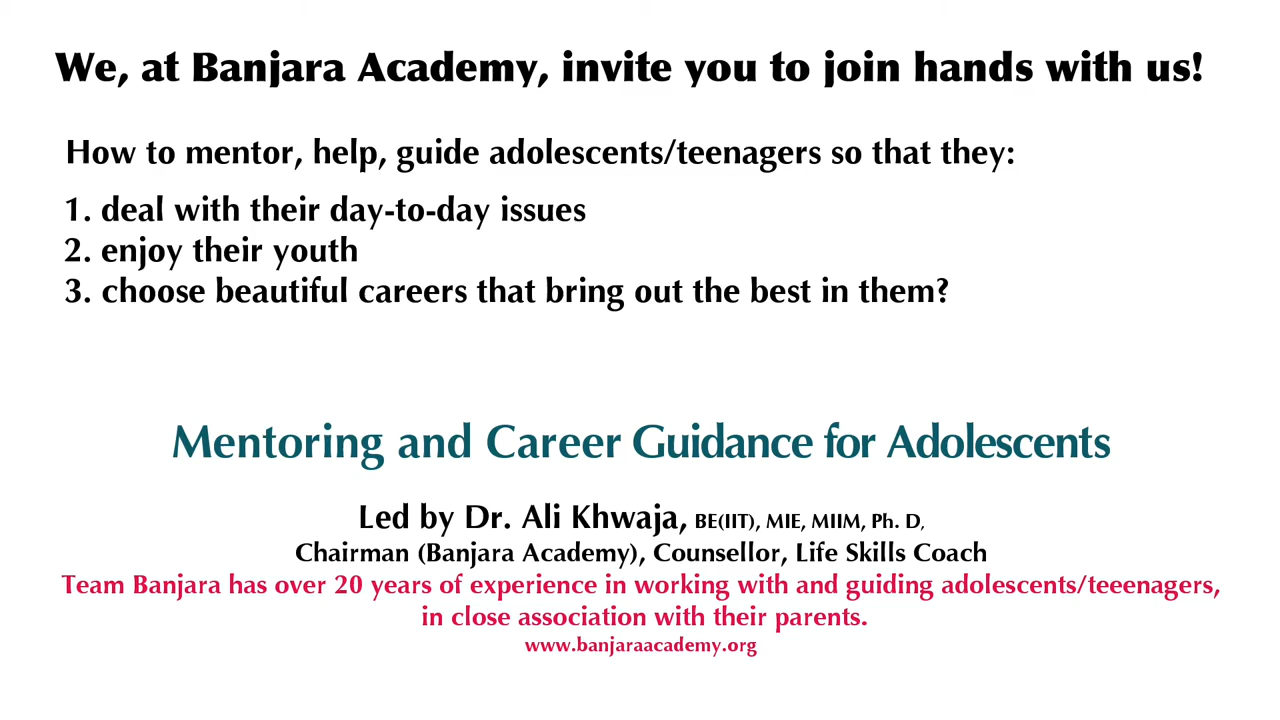 We, at Banjara Academy, invite you to join hands with us!
How to mentor, help, guide adolescents/teenagers so that they:
1. deal with their day-to-day issues
2. enjoy their youth
3. choose beautiful careers that bring out the best in them?
Mentoring and Career Guidance for Adolescents
Led by Dr. Ali Khwaja, BE(IIT), MIE, MIIM, Ph. D,
Chairman (Banjara Academy), Counsellor, Life Skills Coach
Team Banjara has over 20 years of experience in working with and guiding adolescents/teeenagers,
in close association with their parents.
www.banjaraacademy.org